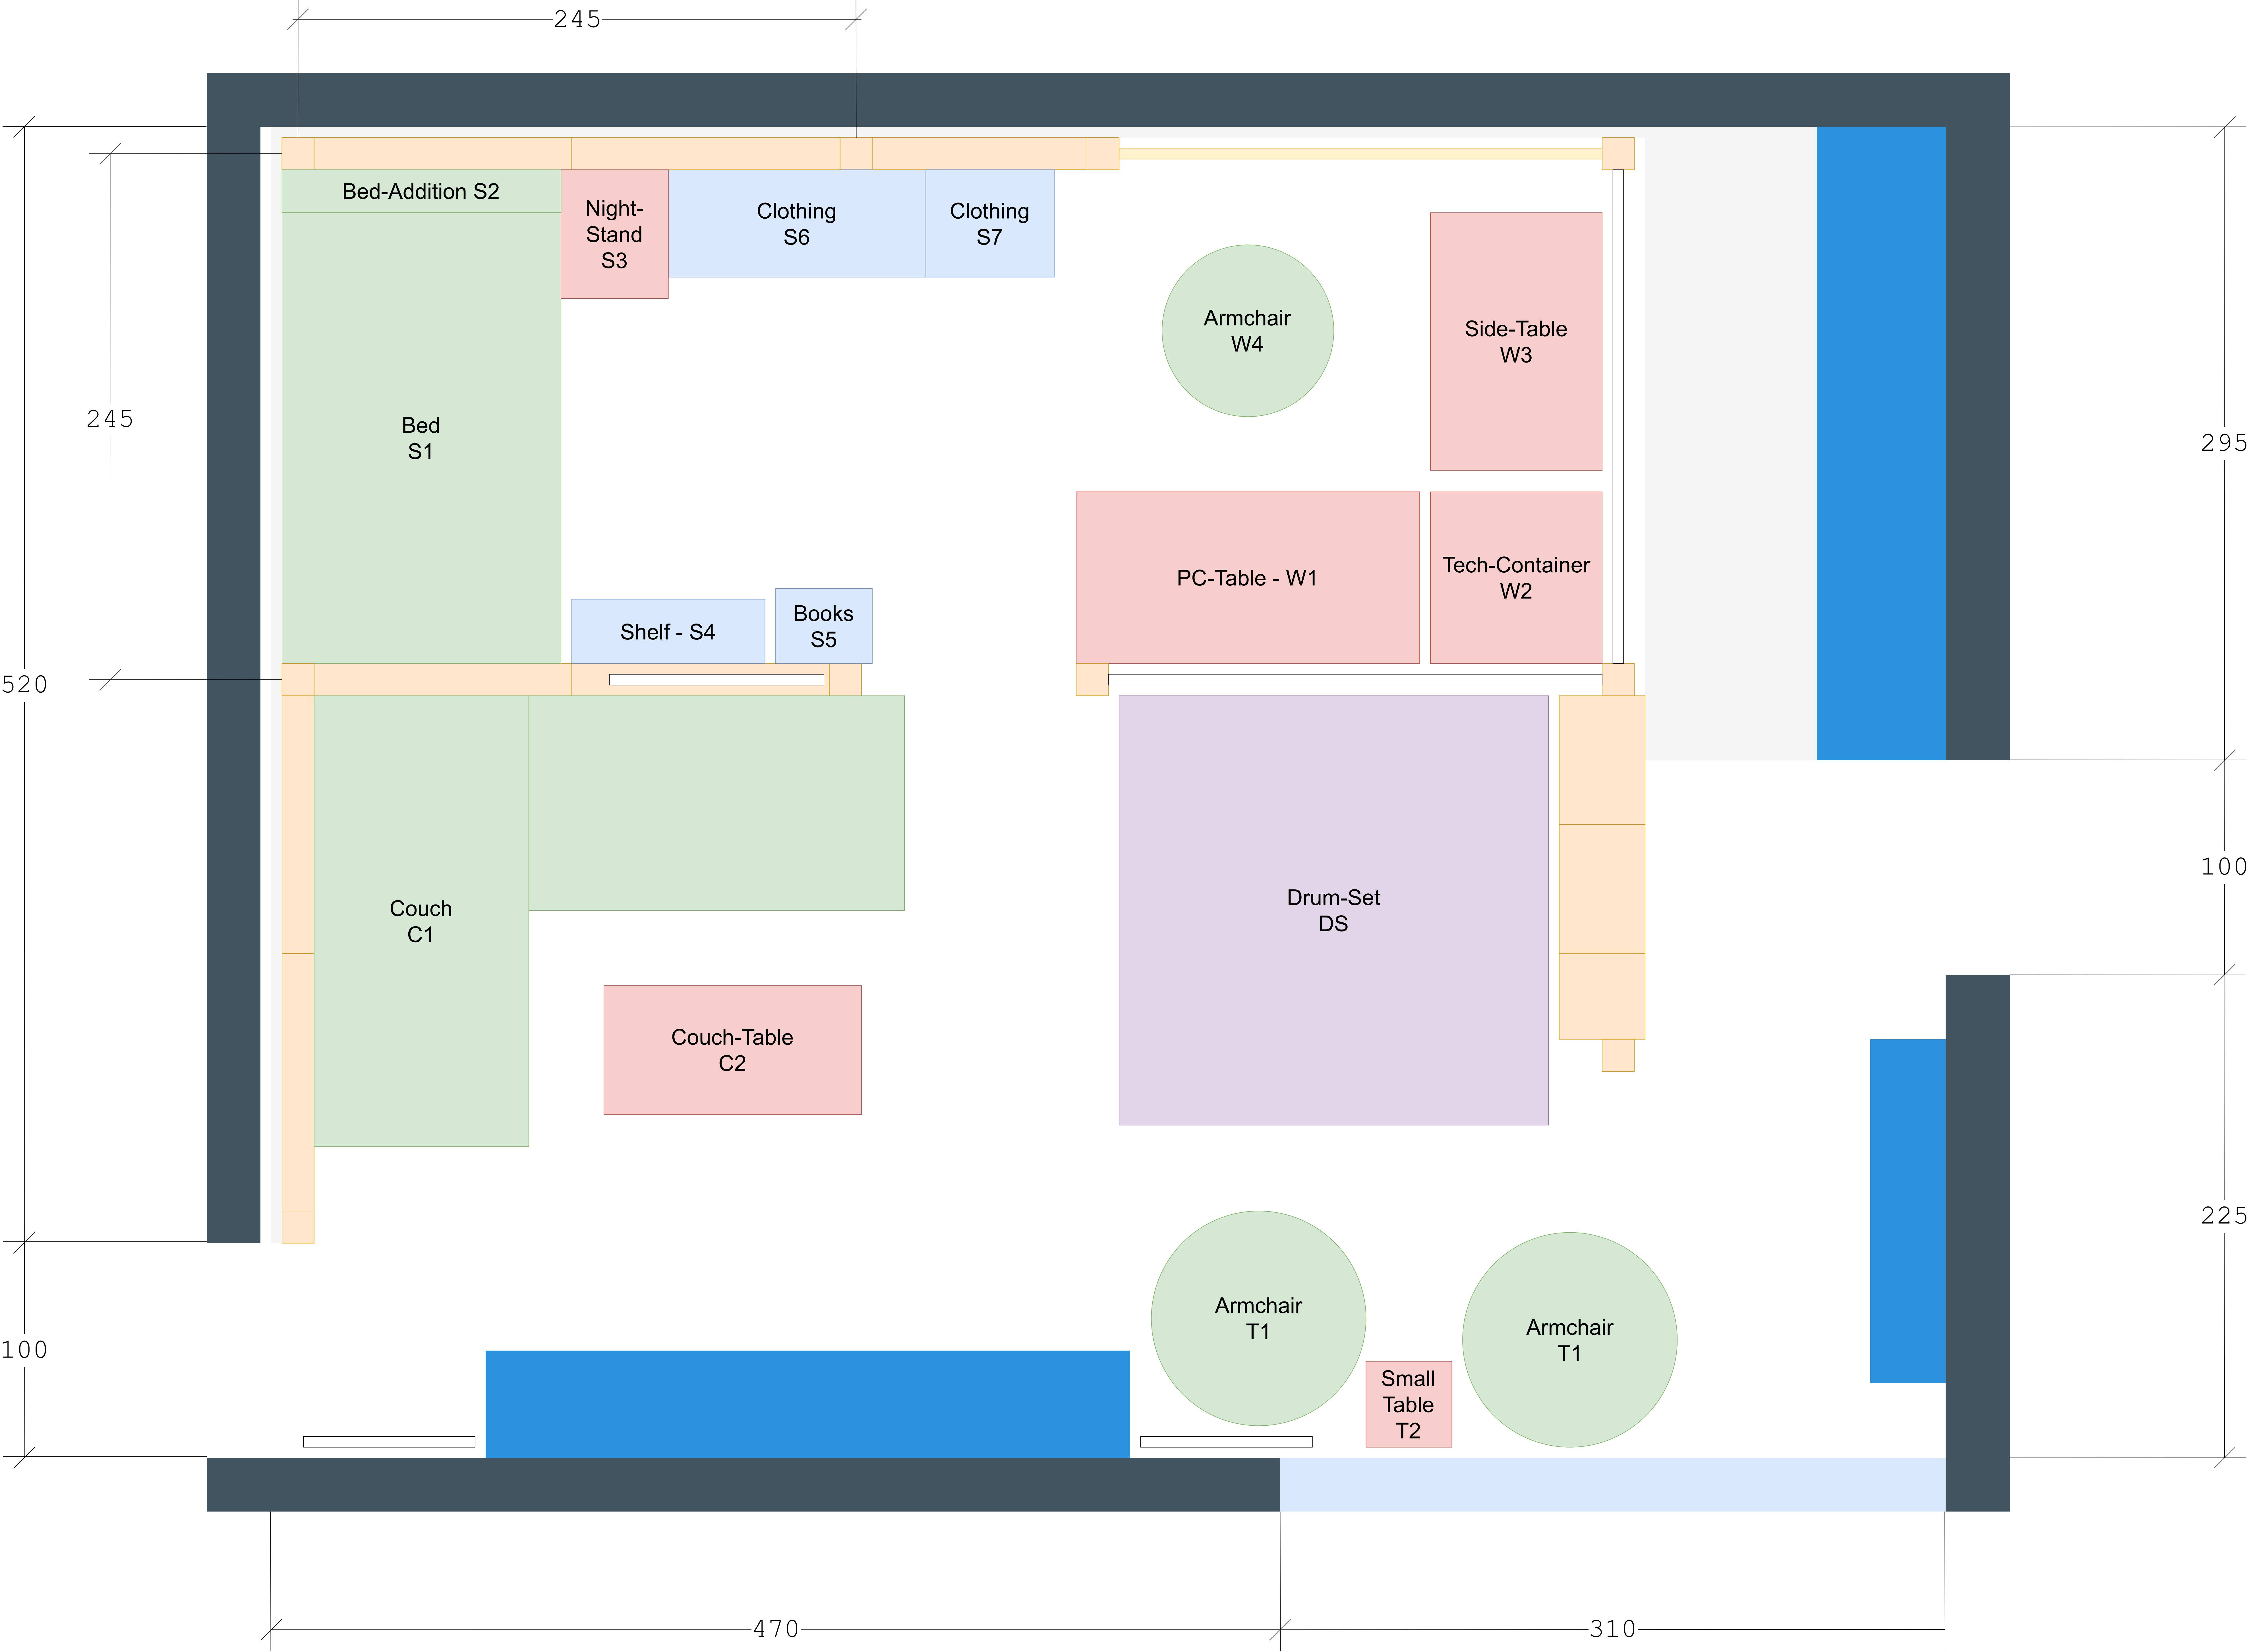 245
Bed-Addition S2
Night-
Stand
S3
Clothing
S6
Clothing
S7
Armchair
W4
Side-Table
W3
245
Bed
S1
295
PC-Table - W1
Tech-Container
W2
Shelf - S4
Books
S5
520
Couch
C1
Drum-Set
DS
100
Couch-Table
C2
225
Armchair
T1
Armchair
T1
100
Small
Table
T2
470
310